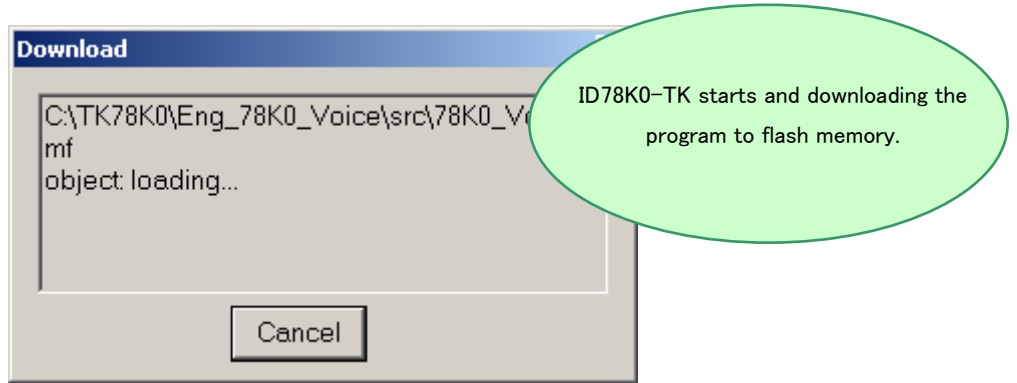 Download
C:\TK78K0\Eng_78K0_Voice\src\78K0_V
mf
object: loading...
Cancel
ID78K0-TK starts and downloading the
program to flash memory.